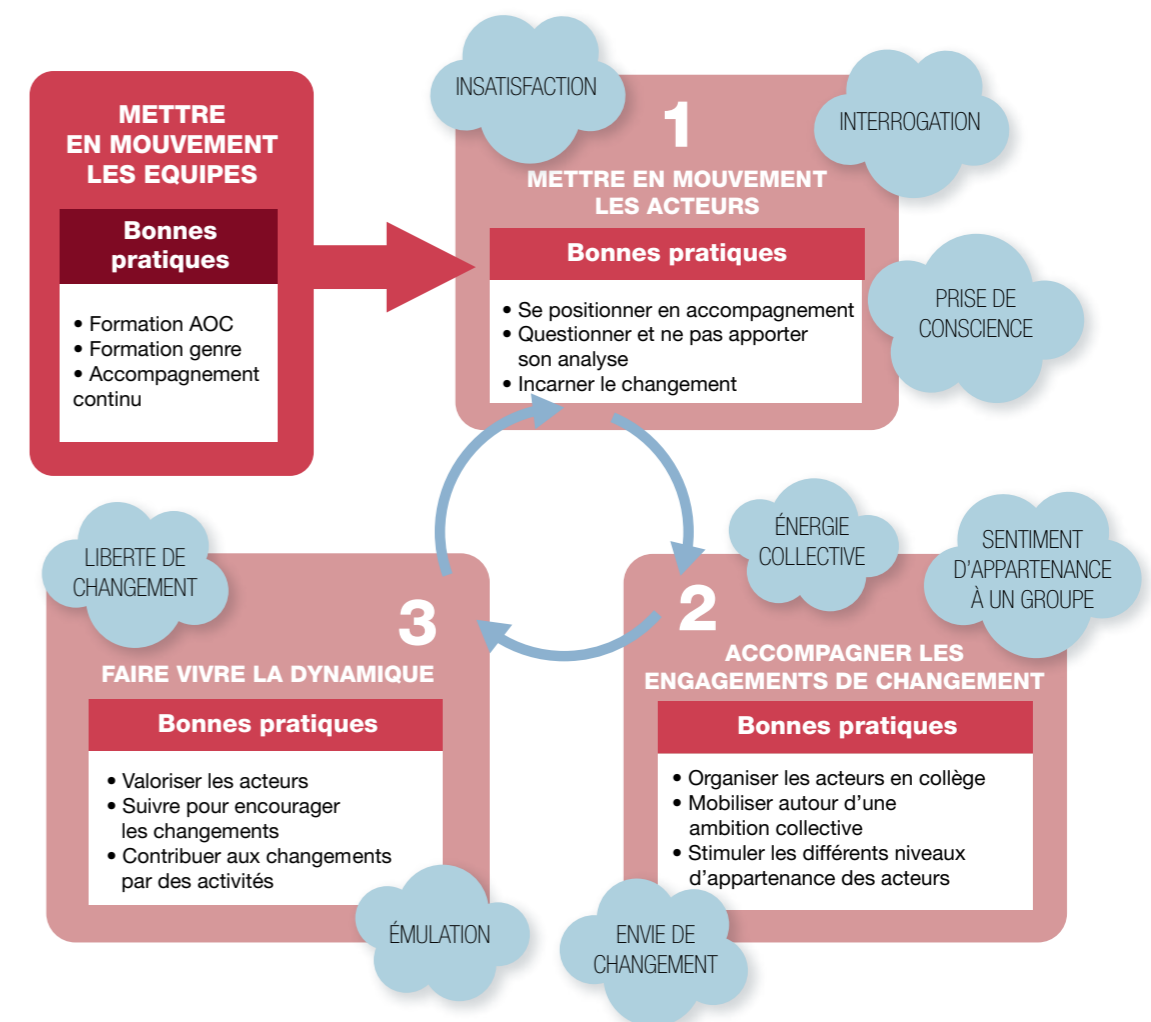 METTRE
EN MOUVEMENT
LES EQUIPES
Bonnes
pratiques
• Formation AOC
• Formation genre
• Accompagnement
continu
INSATISFACTION
INTERROGATION
PRISE DE
CONSCIENCE
1
METTRE EN MOUVEMENT
LES ACTEURS
Bonnes pratiques
• Se positionner en accompagnement
• Questionner et ne pas apporter
son analyse
• Incarner le changement
ÉNERGIE
COLLECTIVE
SENTIMENT
D'APPARTENANCE
À UN GROUPE
2
ACCOMPAGNER LES
ENGAGEMENTS DE CHANGEMENT
Bonnes pratiques
• Organiser les acteurs en collège
• Mobiliser autour d'une
ambition collective
• Stimuler les différents niveaux
d'appartenance des acteurs
ENVIE DE
CHANGEMENT
LIBERTE DE
CHANGEMENT
3
FAIRE VIVRE LA DYNAMIQUE
Bonnes pratiques
• Valoriser les acteurs
• Suivre pour encourager
les changements
• Contribuer aux changements
par des activités
ÉMULATION